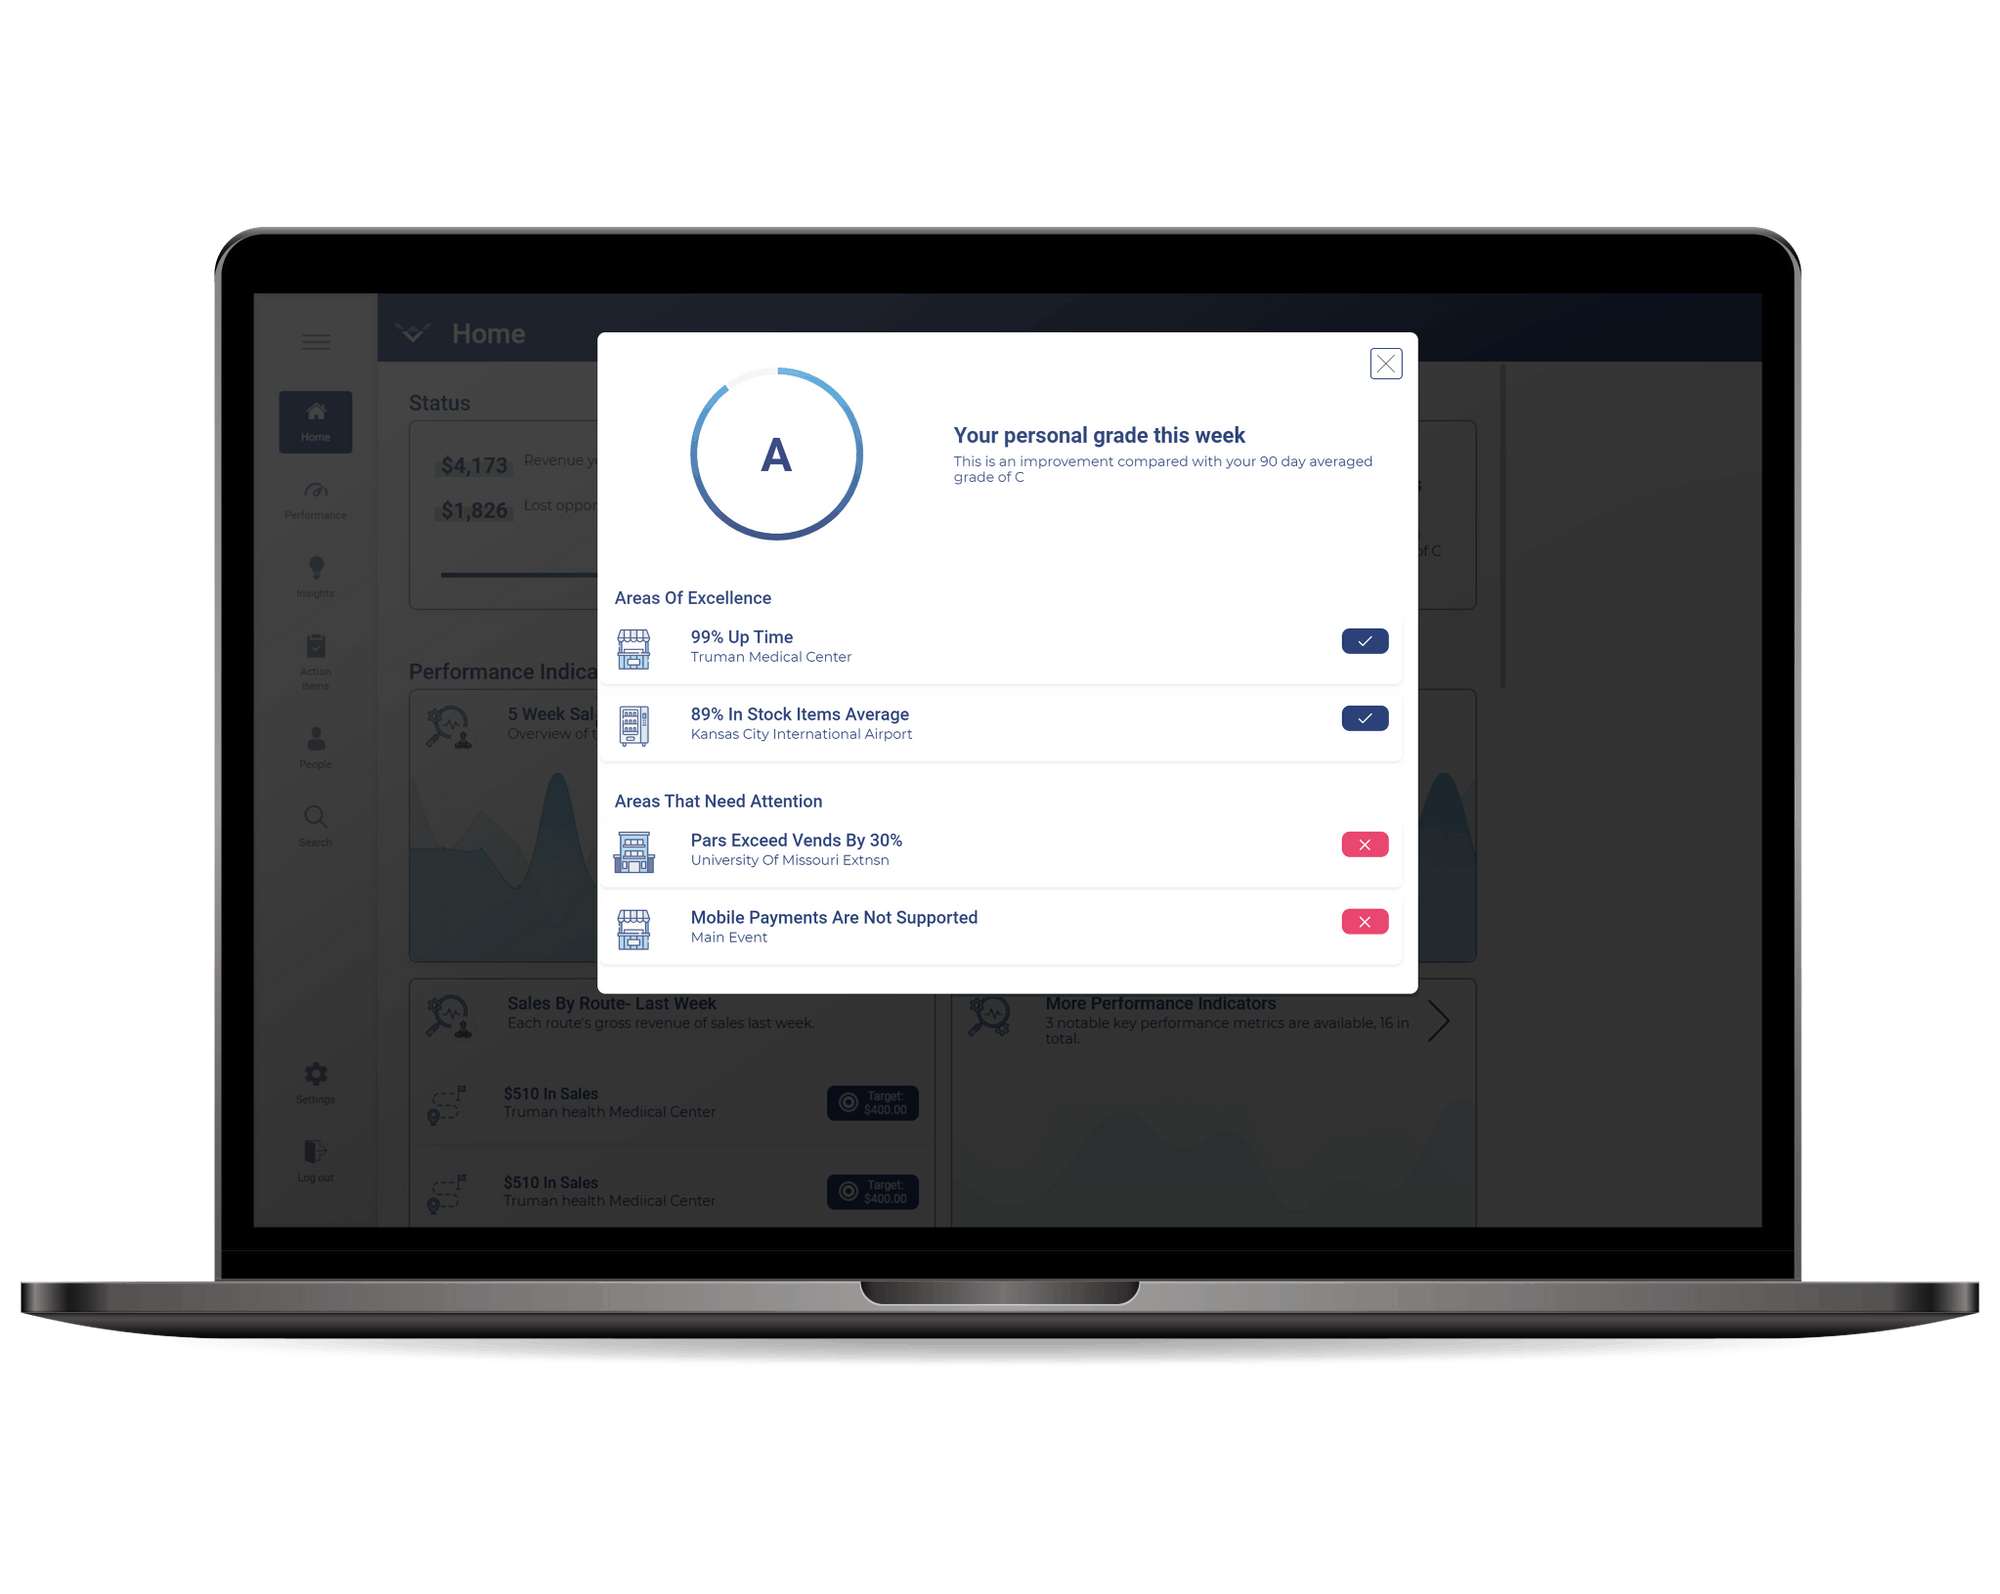 Home
Home
Performance
Insights
Action
Items
People
Search
Settings
Log out
Status
$4,173 Revenue
$1,826 Lost
of C
Performance
5 Week
Overview of
A
Your personal grade this week
This is an improvement compared with your 90 day averaged
grade of C
Areas Of Excellence
99% Up Time
Truman Medical Center
89% In Stock Items Average
Kansas City International Airport
Areas That Need Attention
Pars Exceed Vends By 30%
University Of Missouri Extnsn
Mobile Payments Are Not Supported
Main Event
Sales By Route- Last Week
Each route's gross revenue of sales last week.
$510 In Sales
Truman health Mediical Center
Target:
$400.00
$510 In Sales
Truman health Mediical Center
Target:
$400.00
More Performance Indicators
3 notable key performance metrics are available, 16 in
total.